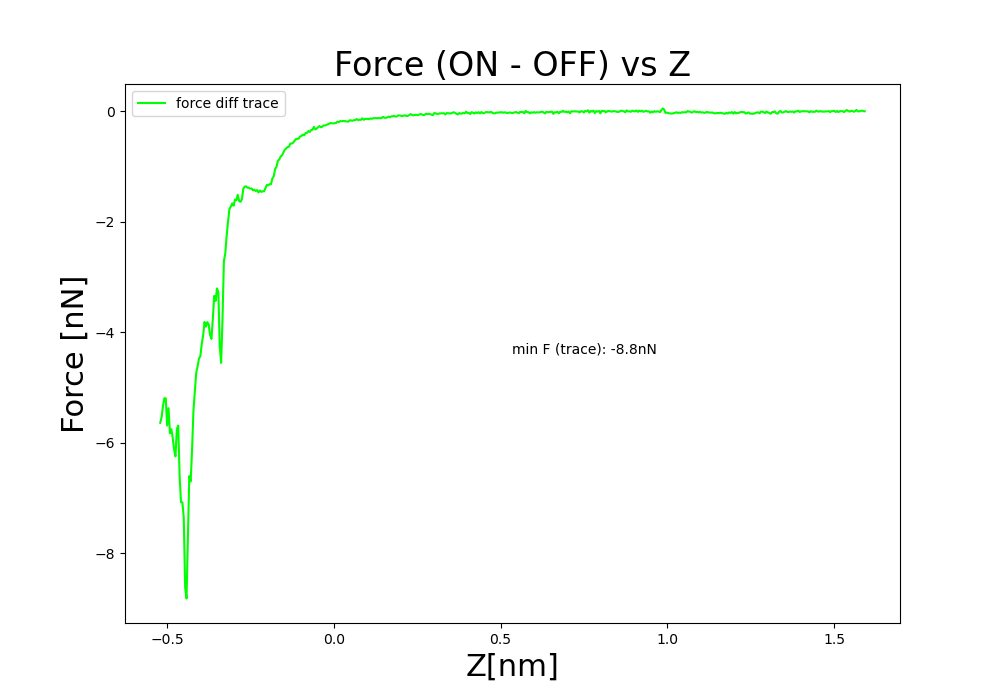 Force (ON - OFF) vs Z
force diff trace
0
−2
−4
−6
−8
Force [nN]
min F (trace): -8.8nN
−0.5
0.0
0.5
1.0
1.5
Z[nm]